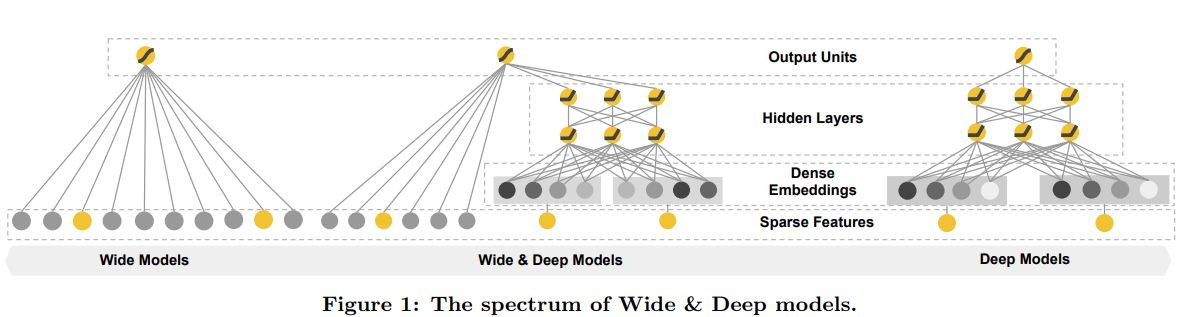 Output Units
Hidden Layers
Dense
Embeddings
Sparse Features
Wide Models
Wide & Deep Models
Deep Models
Figure 1: The spectrum of Wide & Deep models.